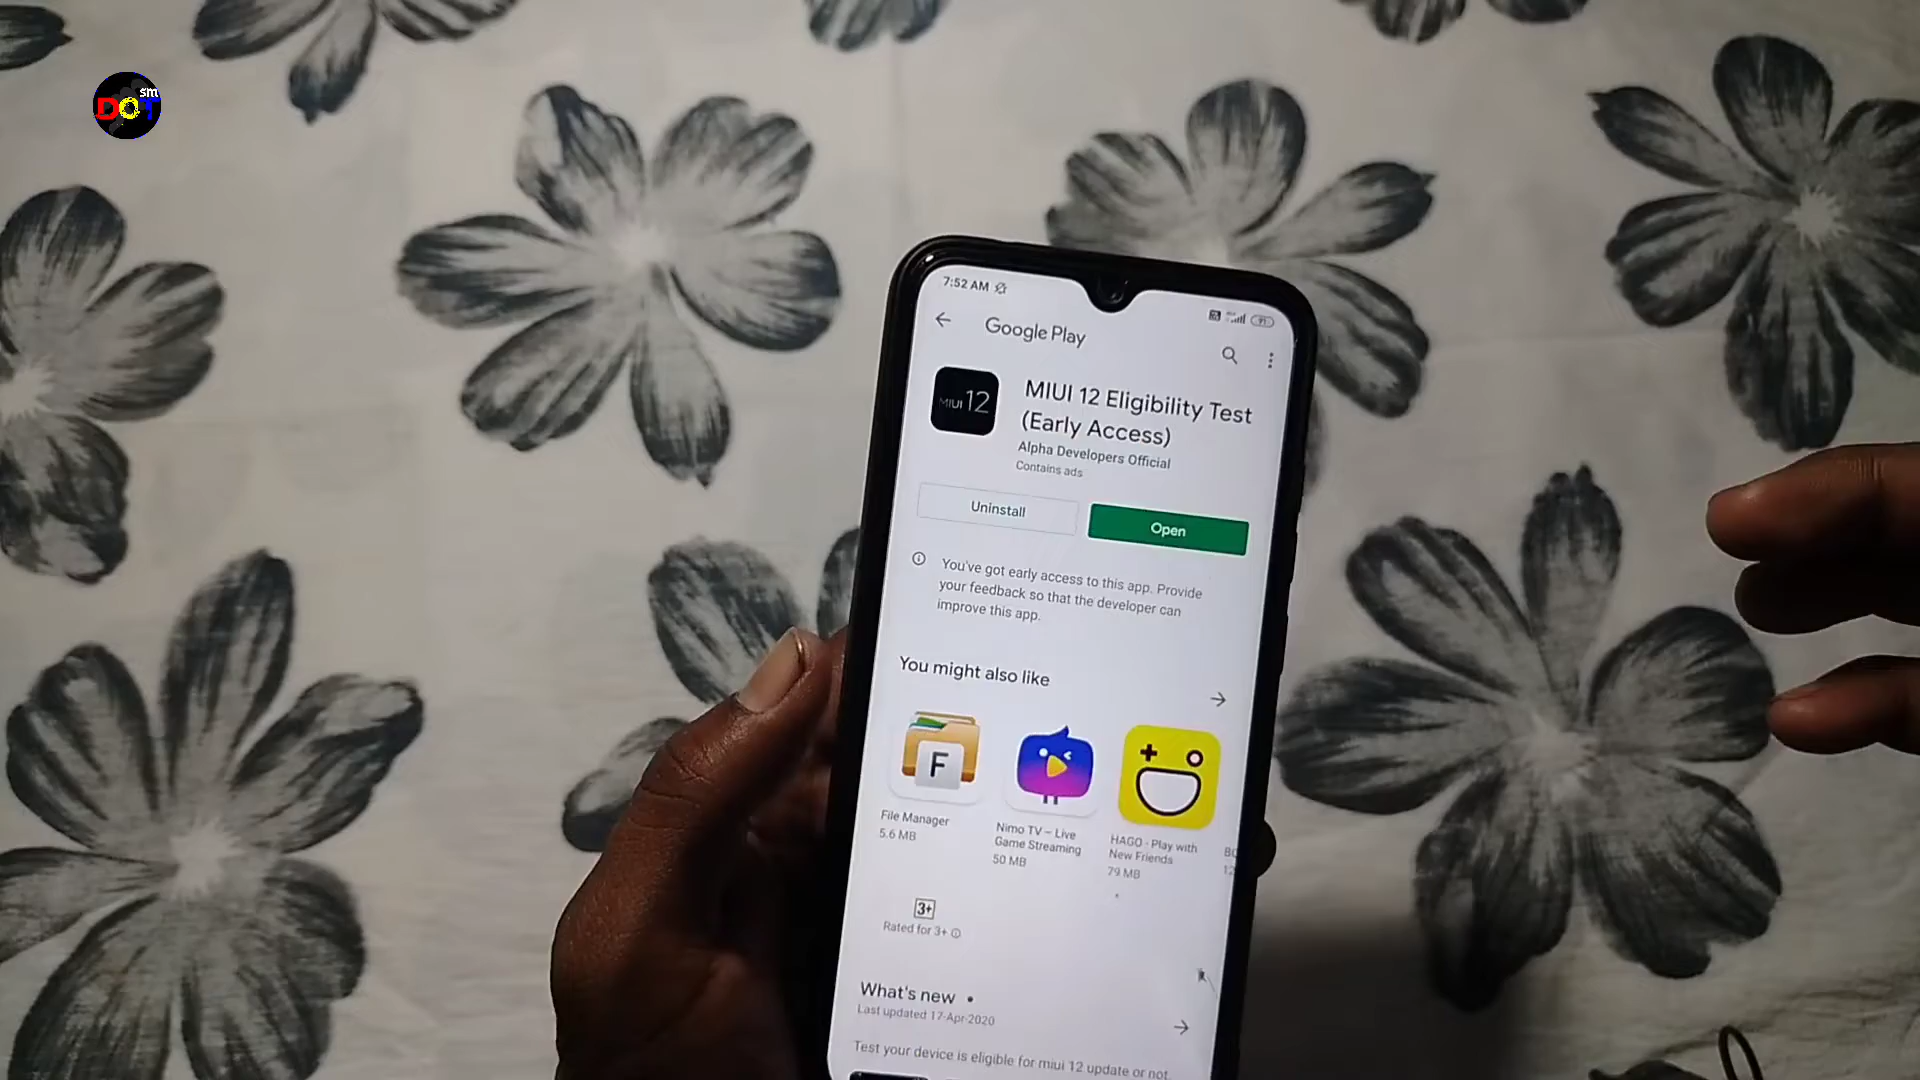 sm
DOT
7:52 AM
91
Google Play
MIUI 12
MIUI 12 Eligibility Test
(Early Access)
Alpha Developers Official
Contains ads
Uninstall
Open
You've got early access to this app. Provide
your feedback so that the developer can
improve this app.
You might also like
F
File Manager
5.6 MB
Nimo TV – Live
Game Streaming
50 MB
HAGO - Play with
New Friends
79 MB
3+
Rated for 3+
What's new
Last updated 17-Apr-2020
Test your device is eligible for miui 12 update or not